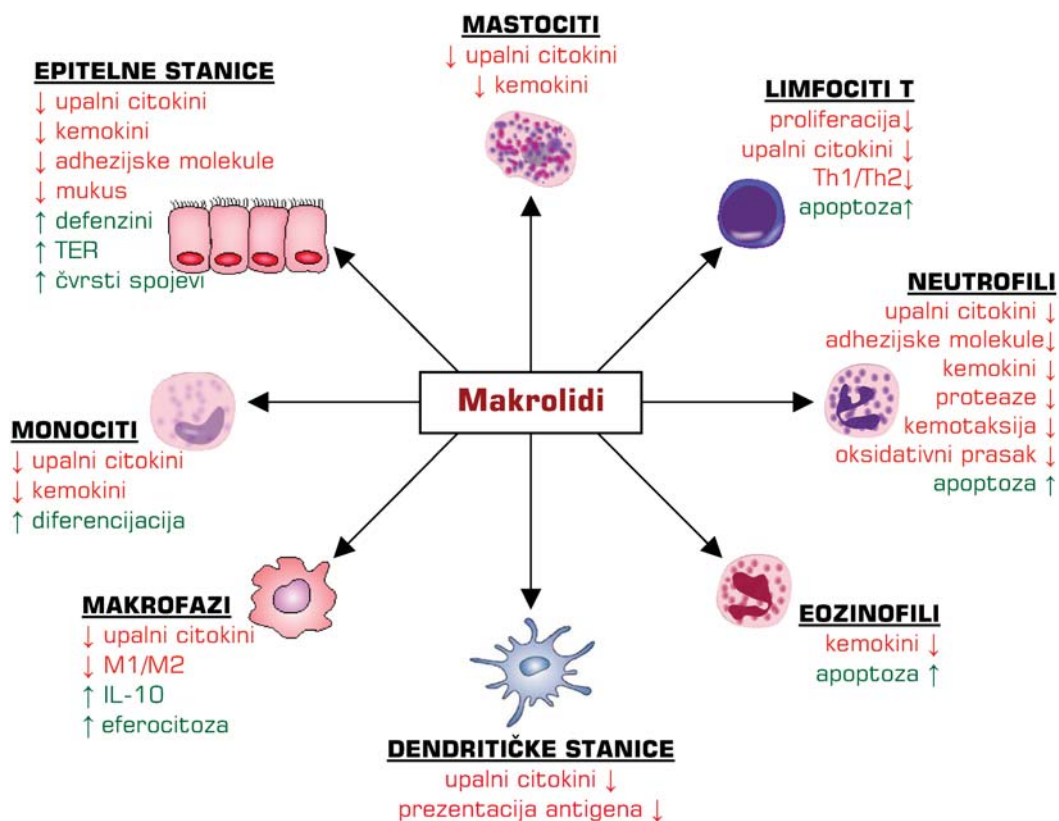 MASTOCITI
↓ upalni citokini
↓ kemokini
EPITELNE STANICE
↓ upalni citokini
↓ kemokini
↓ adhezijske molekule
↓ mukus
↑ defenzini
↑ TER
↑ čvrsti spojevi
LIMFOCITI T
proliferacija↓
upalni citokini ↓
Th1/Th2↓
apoptoza↑
NEUTROFILI
upalni citokini ↓
adhezijske molekule↓
kemokini ↓
proteaze ↓
kemotaksija ↓
oksidativni prasak ↓
apoptoza ↑
Makrolidi
MONOCITI
↓ upalni citokini
↓ kemokini
↑ diferencijacija
MAKROFAZI
↓ upalni citokini
↓ M1/M2
↑ IL-10
↑ eferocitoza
EOZINOFILI
kemokini ↓
apoptoza ↑
DENDRITIČKE STANICE
upalni citokini ↓
prezentacija antigena ↓